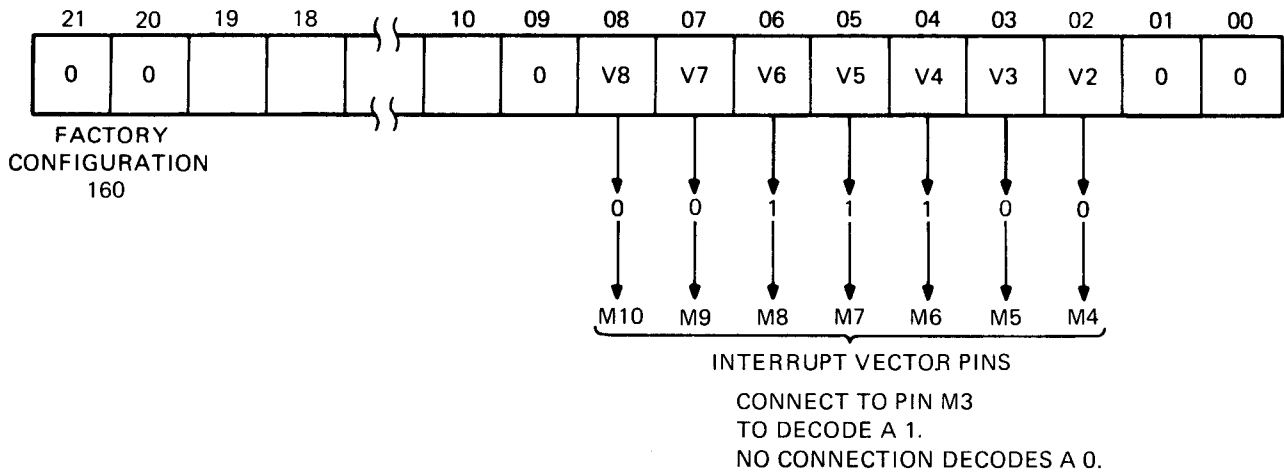 21 20 19 18 10 09 08 07 06 05 04 03 02 01 00
0 0 0 V8 V7 V6 V5 V4 V3 V2 0 0
FACTORY
CONFIGURATION
160
0 0 1 1 1 0 0
M10 M9 M8 M7 M6 M5 M4
INTERRUPT VECTOR PINS
CONNECT TO PIN M3
TO DECODE A 1.
NO CONNECTION DECODES A 0.